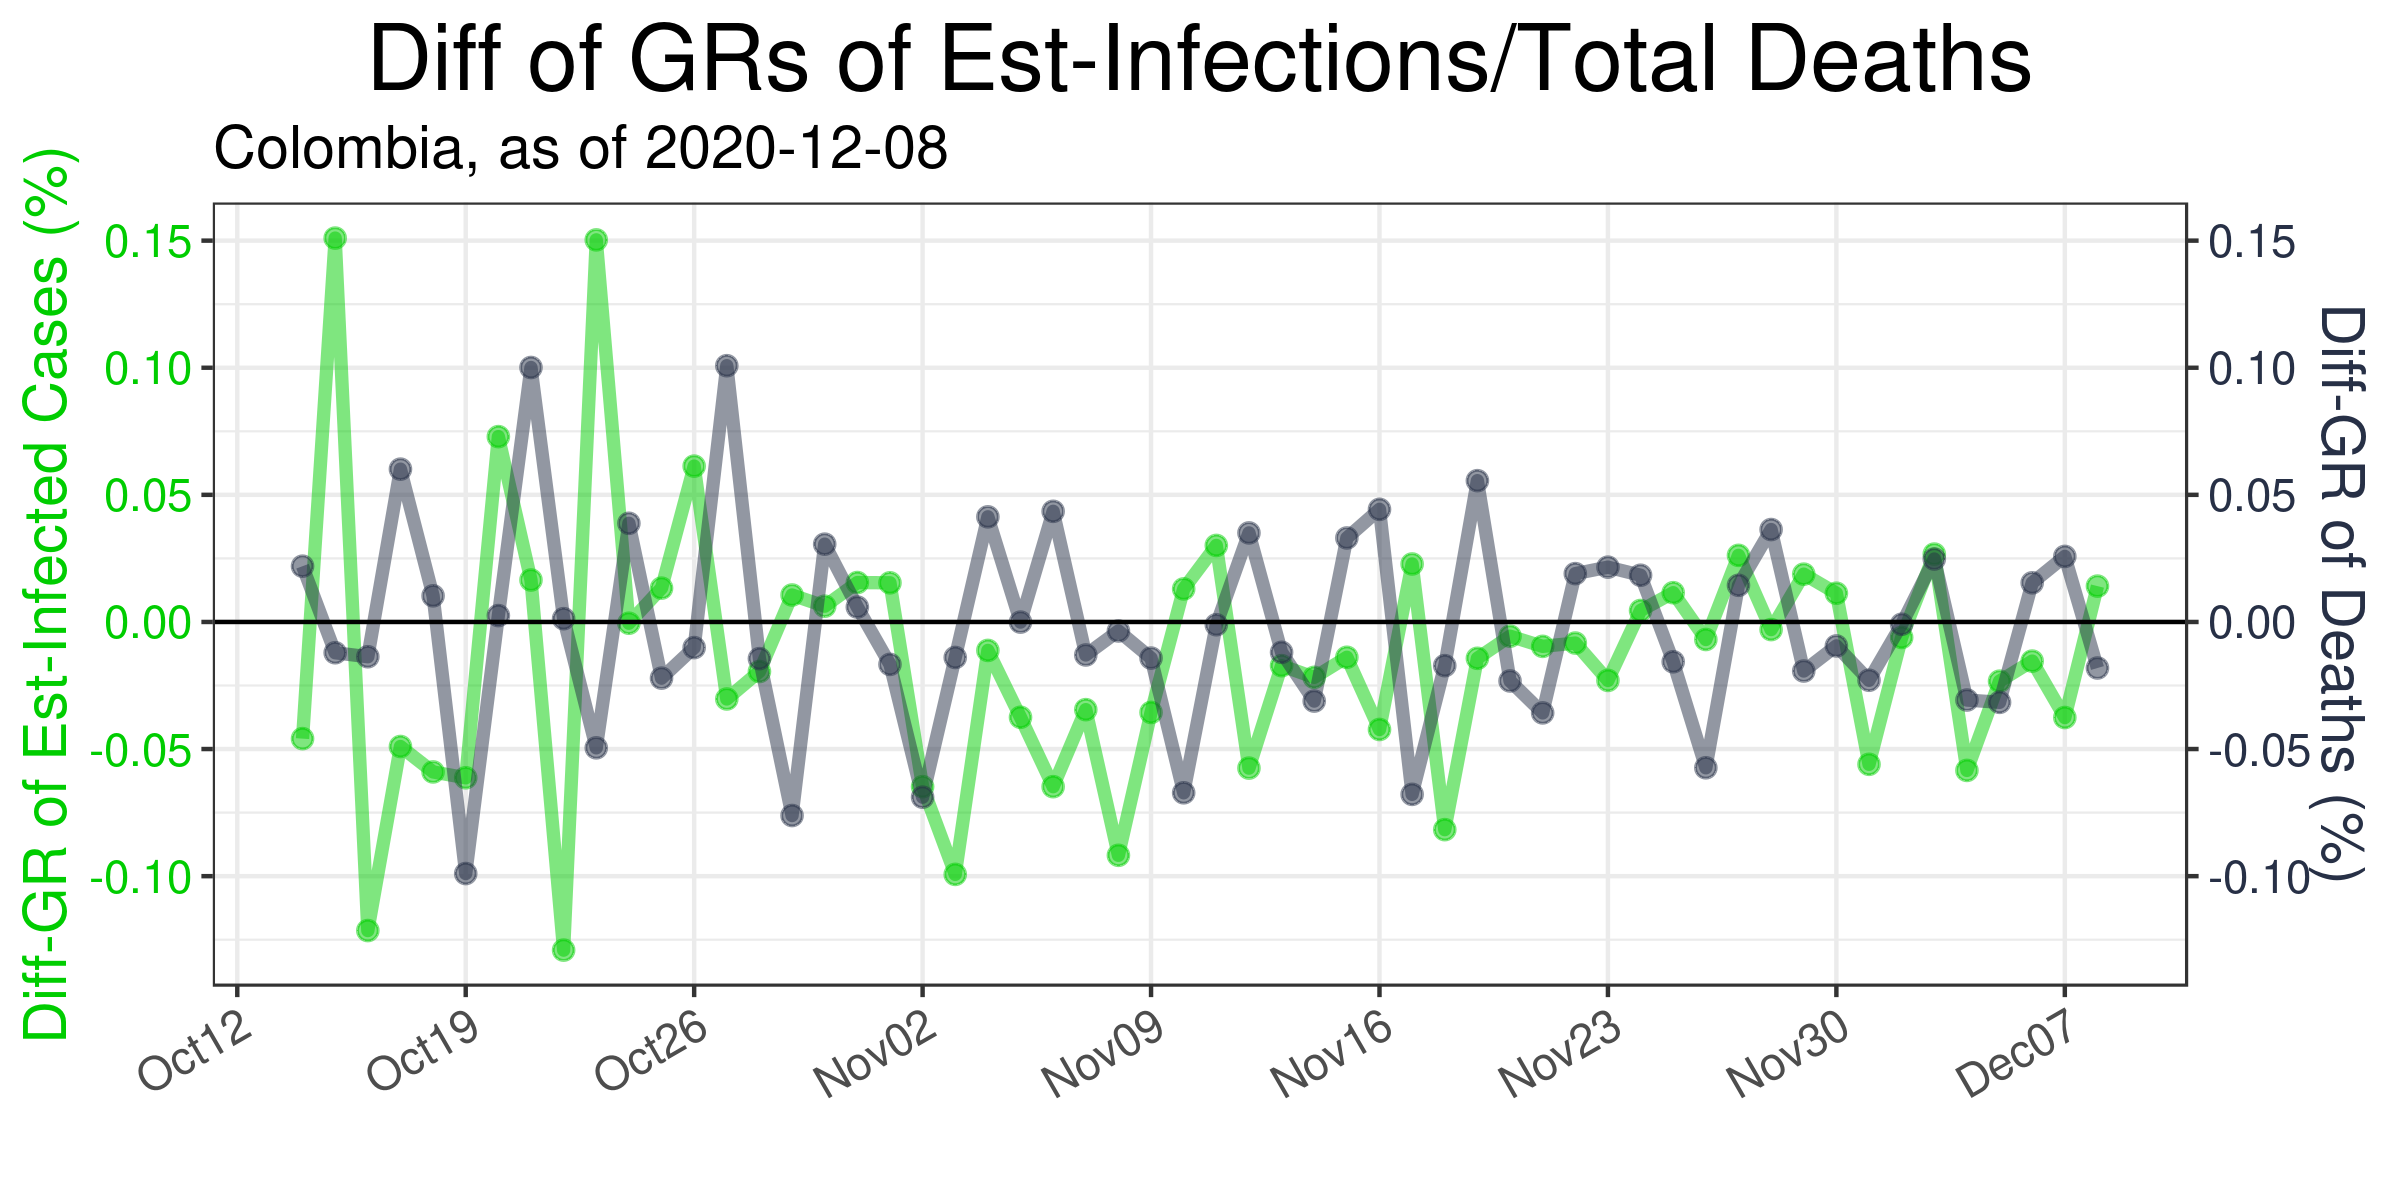 Diff of GRs of Est-Infections/Total Deaths
Colombia, as of 2020-12-08
Diff-GR of Est-Infected Cases (%)
0.15
0.10
0.05
0.00
-0.05
-0.10
0.15
0.10
0.05
0.00
-0.05
-0.10
Diff-GR of Deaths (%)
Oct12
Oct19
Oct26
Nov02
Nov09
Nov16
Nov23
Nov30
Dec07